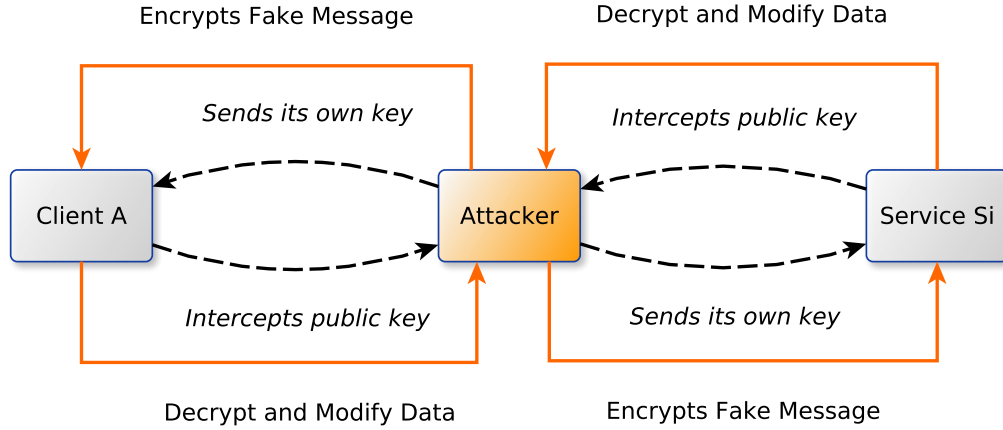 Encrypts Fake Message
Decrypt and Modify Data
Sends its own key
Intercepts public key
Client A
Attacker
Service Si
Intercepts public key
Sends its own key
Decrypt and Modify Data
Encrypts Fake Message